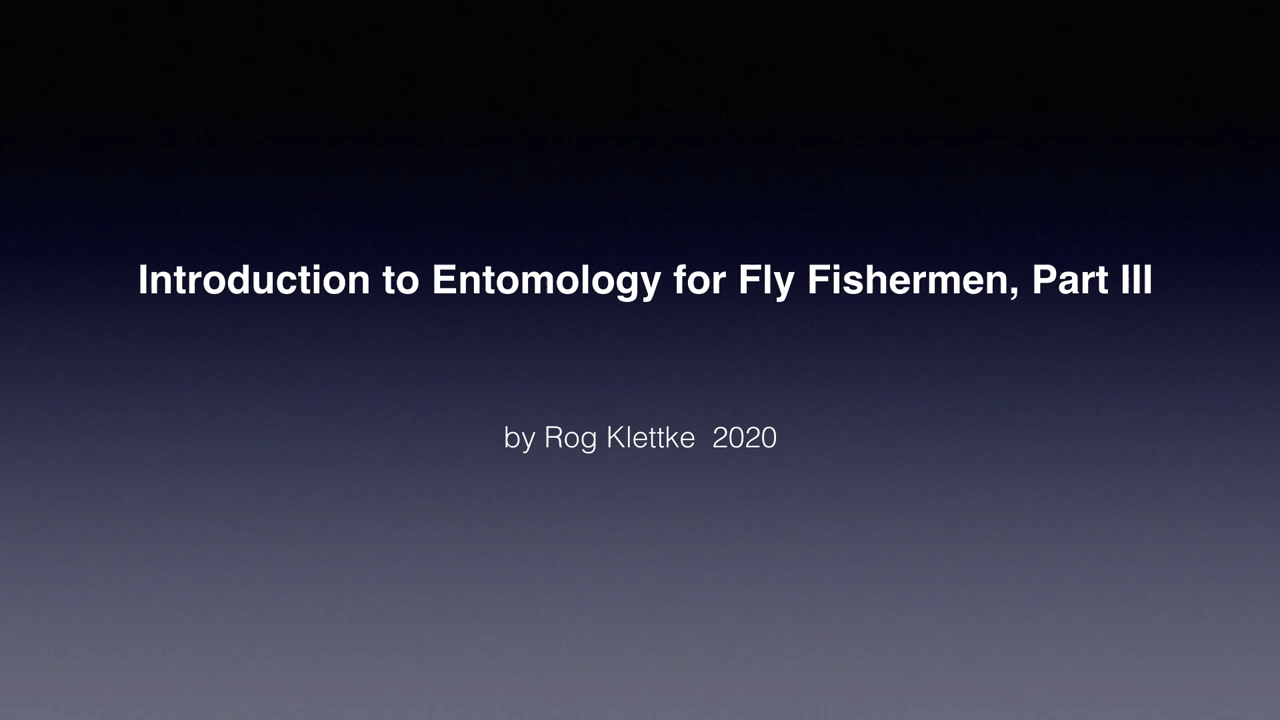 Introduction to Entomology for Fly Fishermen, Part III
by Rog Klettke  2020